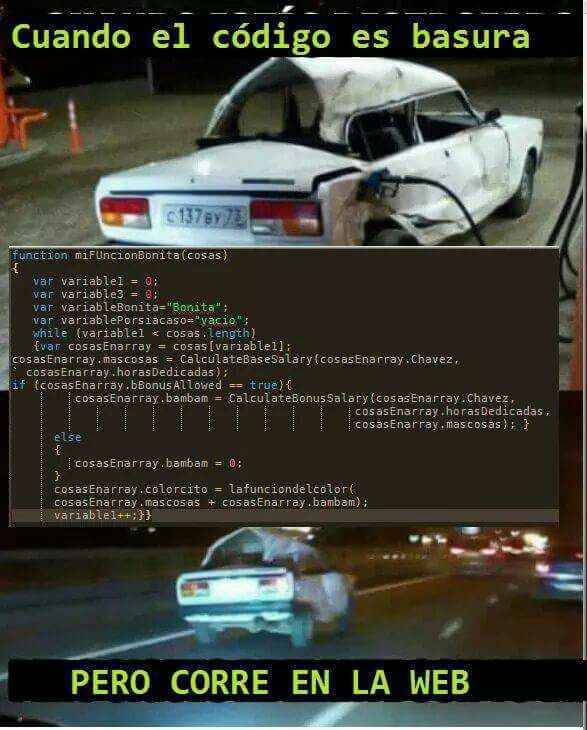 Cuando el código es basura
С137ВУ 73
function miFUncionBonita(cosas)
{
var variable1 = 0;
var variable3 = 0;
var variableBonita="Bonita";
var variablePorsiacaso="vacio";
while (variable1 < cosas.length)
{var cosasEnarray = cosas[variable1];
cosasEnarray.mascosas = CalculateBaseSalary(cosasEnarray.Chavez,
` cosasEnarray.horasDedicadas);
if (cosasEnarray.bBonusAllowed == true){
cosasEnarray.bambam = CalculateBonusSalary(cosasEnarray.Chavez,
cosasEnarray.horasDedicadas,
cosasEnarray.mascosas); }
else
{
cosasEnarray.bambam = 0;
}
cosasEnarray.colorcito = lafunciondelcolor(
cosasEnarray.mascosas + cosasEnarray.bambam);
variable1++;}}
PERO CORRE EN LA WEB